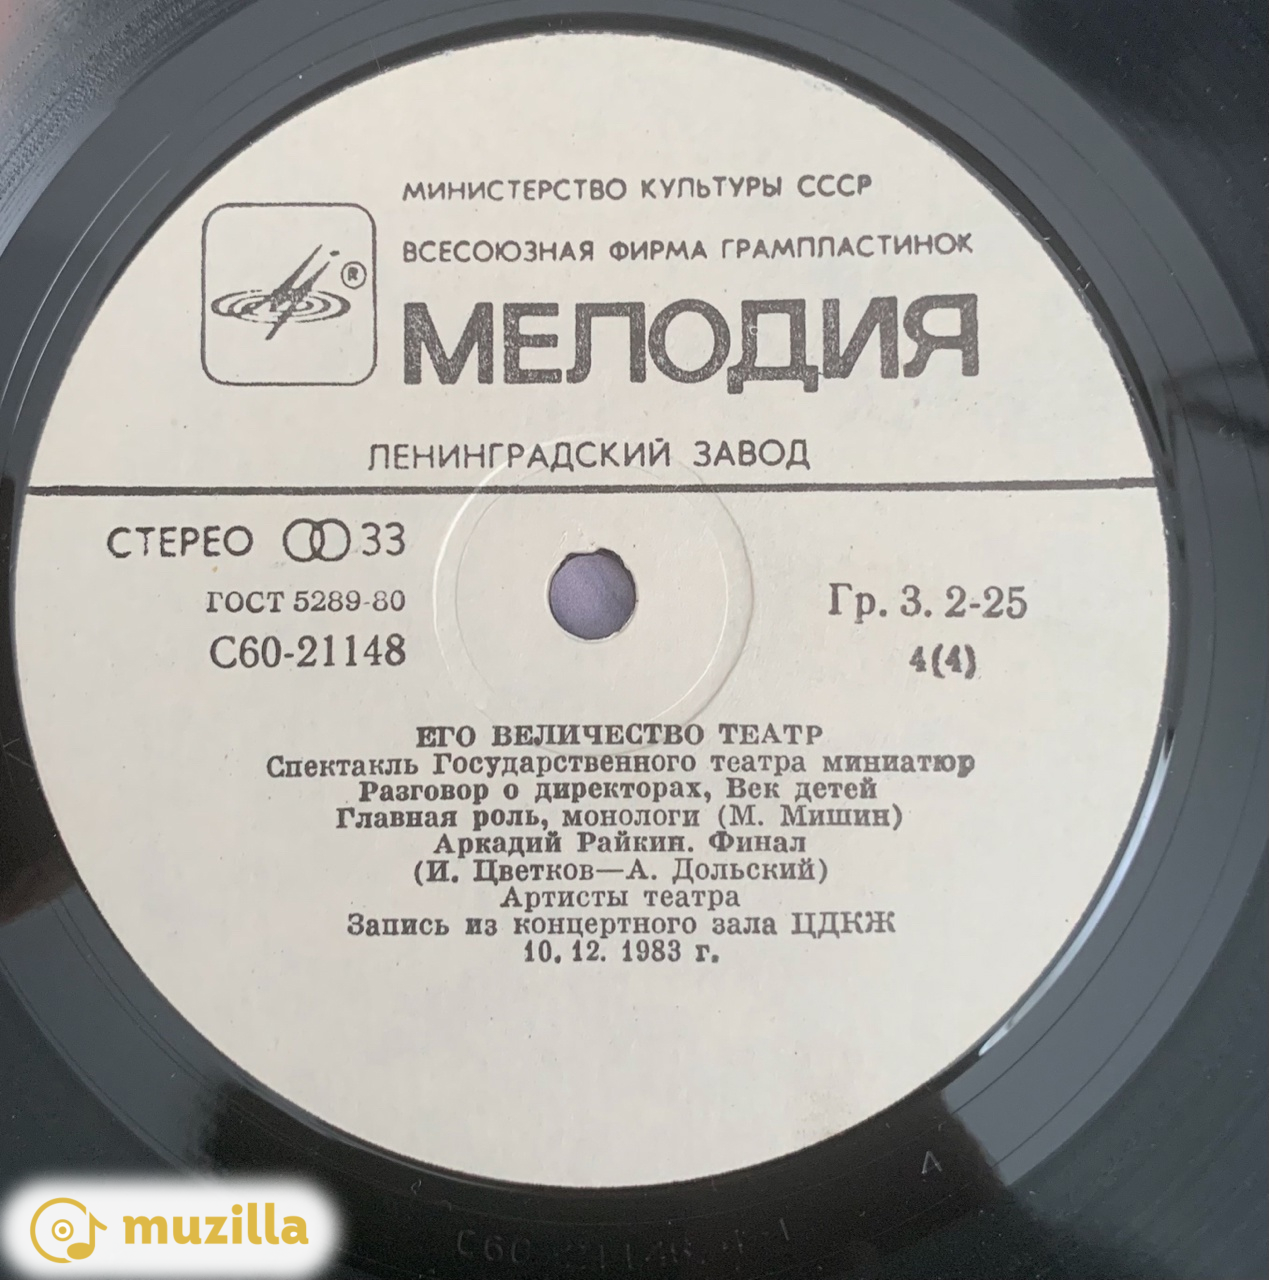 МИНИСТЕРСТВО КУЛЬТУРЫ СССР
ВСЕСОЮЗНАЯ ФИРМА ГРАМПЛАСТИНОК
®
МЕЛОДИЯ
ЛЕНИНГРАДСКИЙ ЗАВОД
СТЕРЕО 33
ГОСТ 5289-80
С60-21148
Гр. 3. 2-25
4(4)
ЕГО ВЕЛИЧЕСТВО ТЕАТР
Спектакль Государственного театра миниатюр
Разговор о директорах, Век детей
Главная роль, монологи (М. Мишин)
Аркадий Райкин. Финал
(И. Цветков—А. Дольский)
Артисты театра
Запись из концертного зала ЦДКЖ
10. 12. 1983 г.
А
muzilla